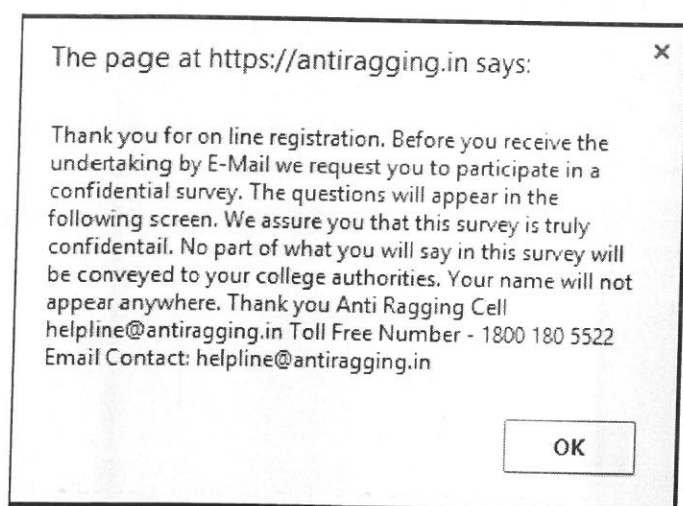 The page at https://antiragging.in says:
×
Thank you for on line registration. Before you receive the
undertaking by E-Mail we request you to participate in a
confidential survey. The questions will appear in the
following screen. We assure you that this survey is truly
confidentail. No part of what you will say in this survey will
be conveyed to your college authorities. Your name will not
appear anywhere. Thank you Anti Ragging Cell
helpline@antiragging.in Toll Free Number - 1800 180 5522
Email Contact: helpline@antiragging.in
OK